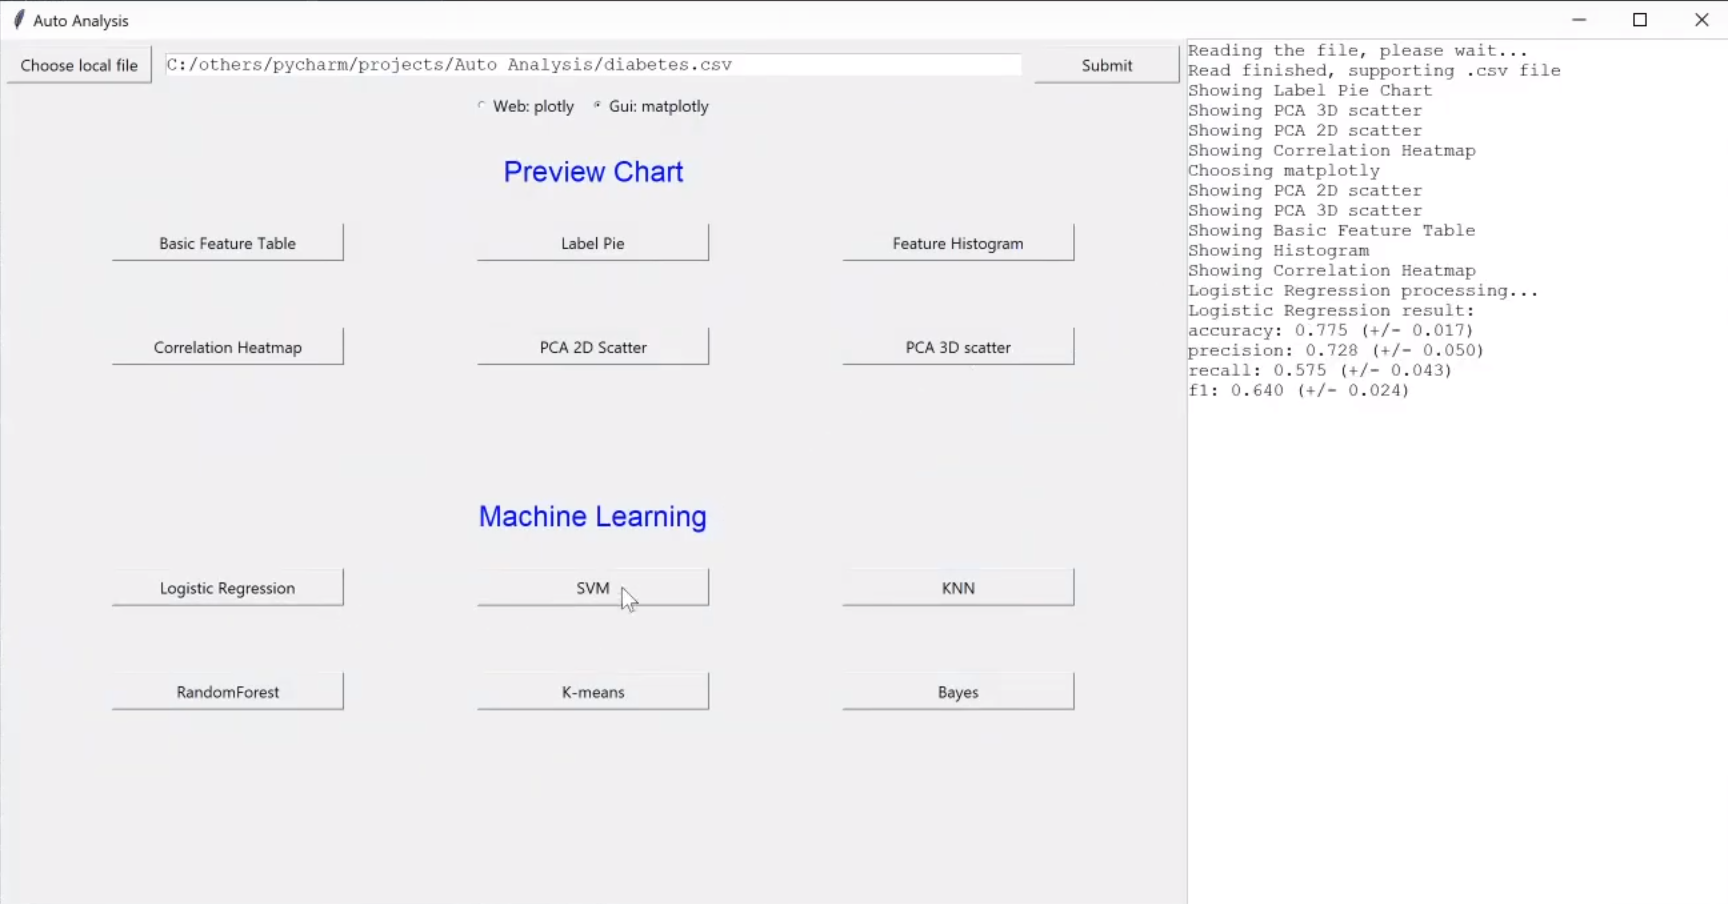 Auto Analysis
Choose local file
C:/others/pycharm/projects/Auto Analysis/diabetes.csv
Submit
Web: plotly
Gui: matplotly
Preview Chart
Basic Feature Table
Label Pie
Feature Histogram
Correlation Heatmap
PCA 2D Scatter
PCA 3D scatter
Machine Learning
Logistic Regression
SVM
KNN
RandomForest
K-means
Bayes
Reading the file, please wait...
Read finished, supporting .csv file
Showing Label Pie Chart
Showing PCA 3D scatter
Showing PCA 2D scatter
Showing Correlation Heatmap
Choosing matplotly
Showing PCA 2D scatter
Showing PCA 3D scatter
Showing Basic Feature Table
Showing Histogram
Showing Correlation Heatmap
Logistic Regression processing...
Logistic Regression result:
accuracy: 0.775 (+/- 0.017)
precision: 0.728 (+/- 0.050)
recall: 0.575 (+/- 0.043)
f1: 0.640 (+/- 0.024)